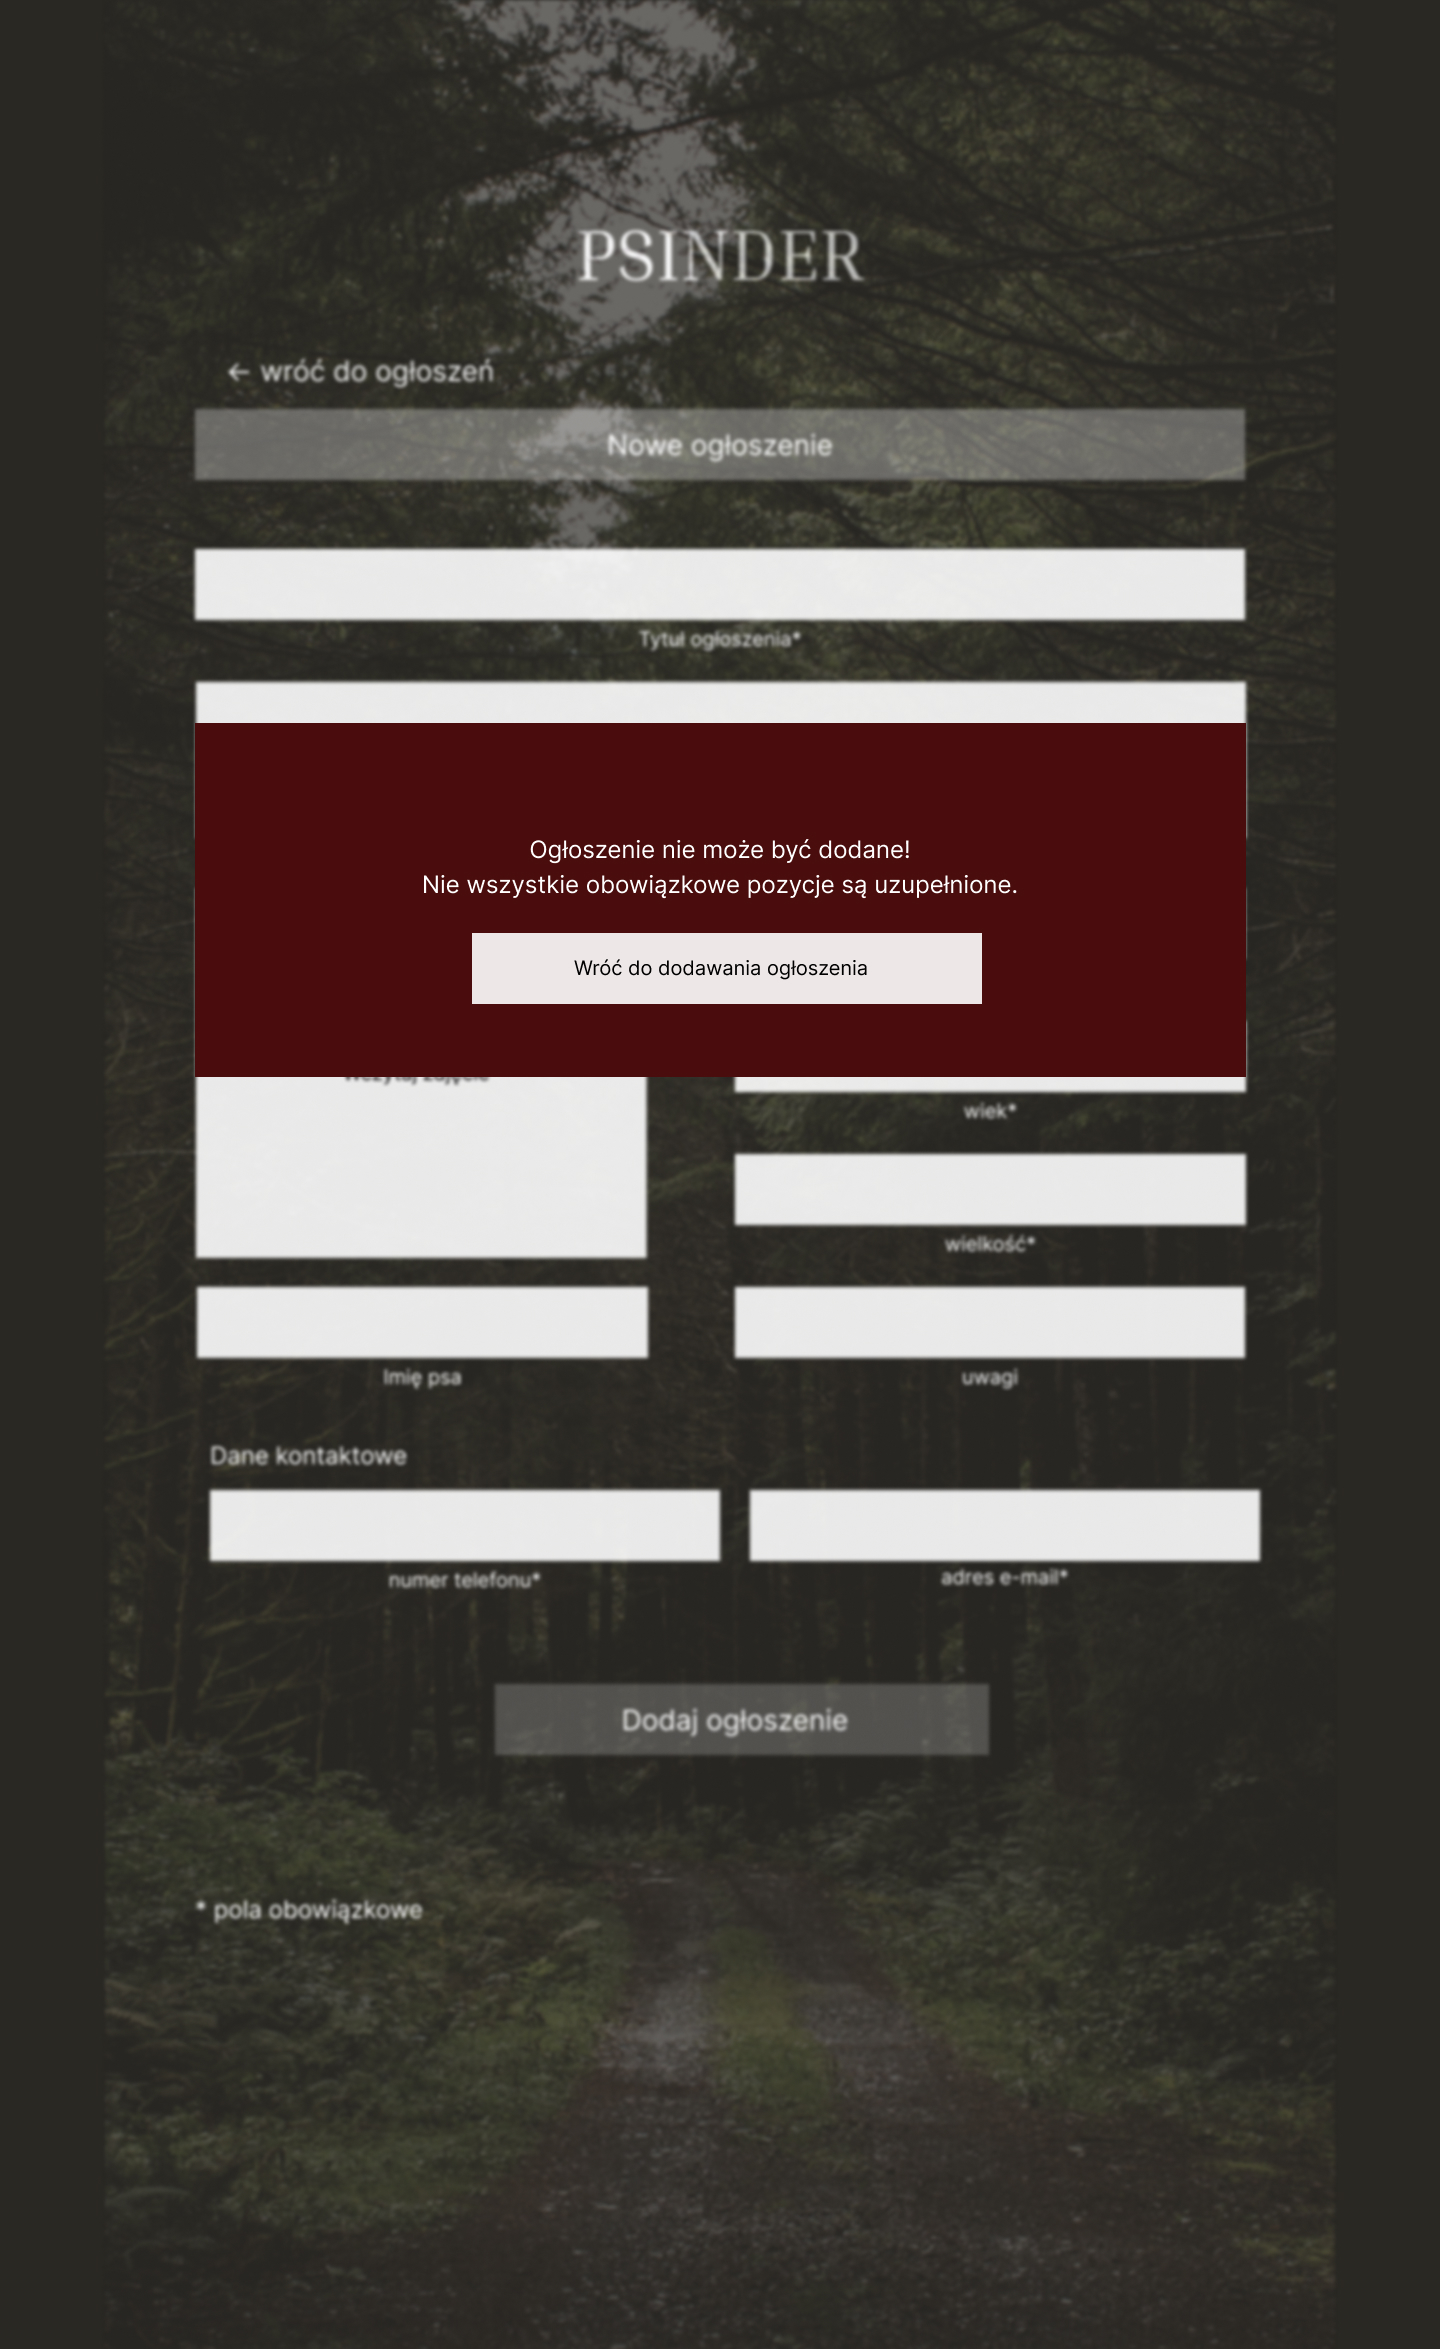 PSINDER
← wróć do ogłoszeń
Nowe ogłoszenie
Tytuł ogłoszenia*
Ogłoszenie nie może być dodane!
Nie wszystkie obowiązkowe pozycje są uzupełnione.
Wróć do dodawania ogłoszenia
Wczytaj zdjęcie
wiek*
wielkość*
Imię psa
uwagi
Dane kontaktowe
numer telefonu*
adres e-mail*
Dodaj ogłoszenie
* pola obowiązkowe